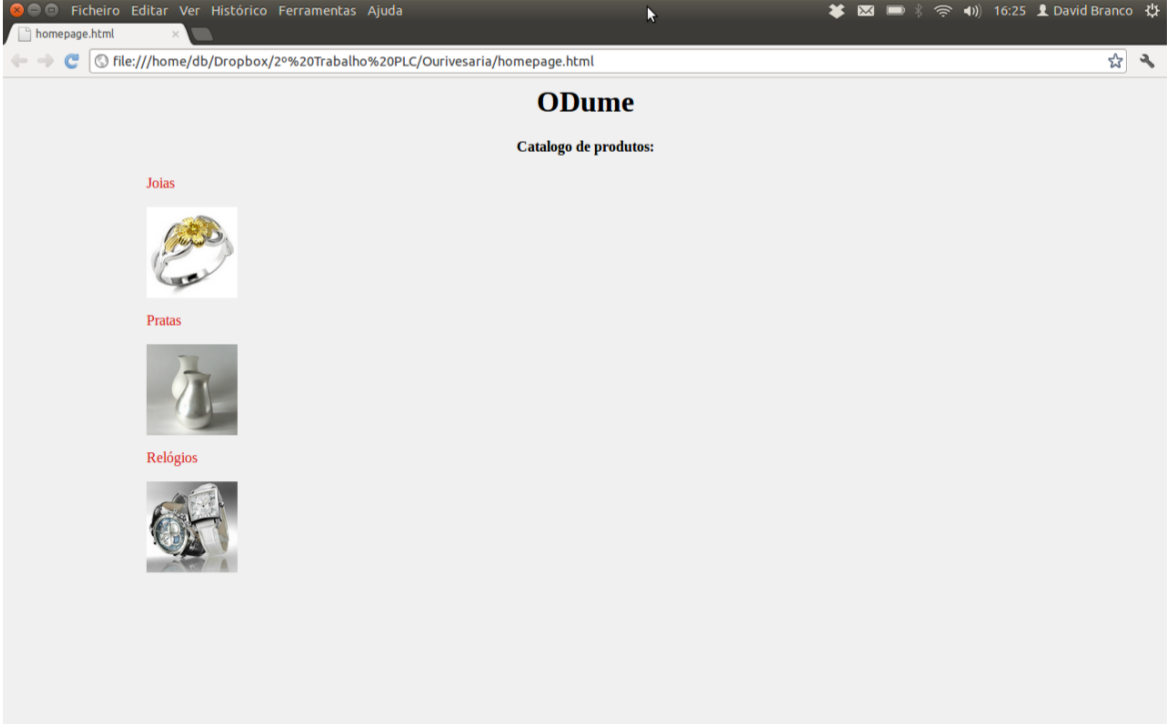 Ficheiro Editar Ver Histórico Ferramentas Ajuda 16:25 David Branco
homepage.html
file:///home/db/Dropbox/2º%20Trabalho%20PLC/Ourivesaria/homepage.html
ODume
Catalogo de produtos:
Joias
Pratas
Relógios